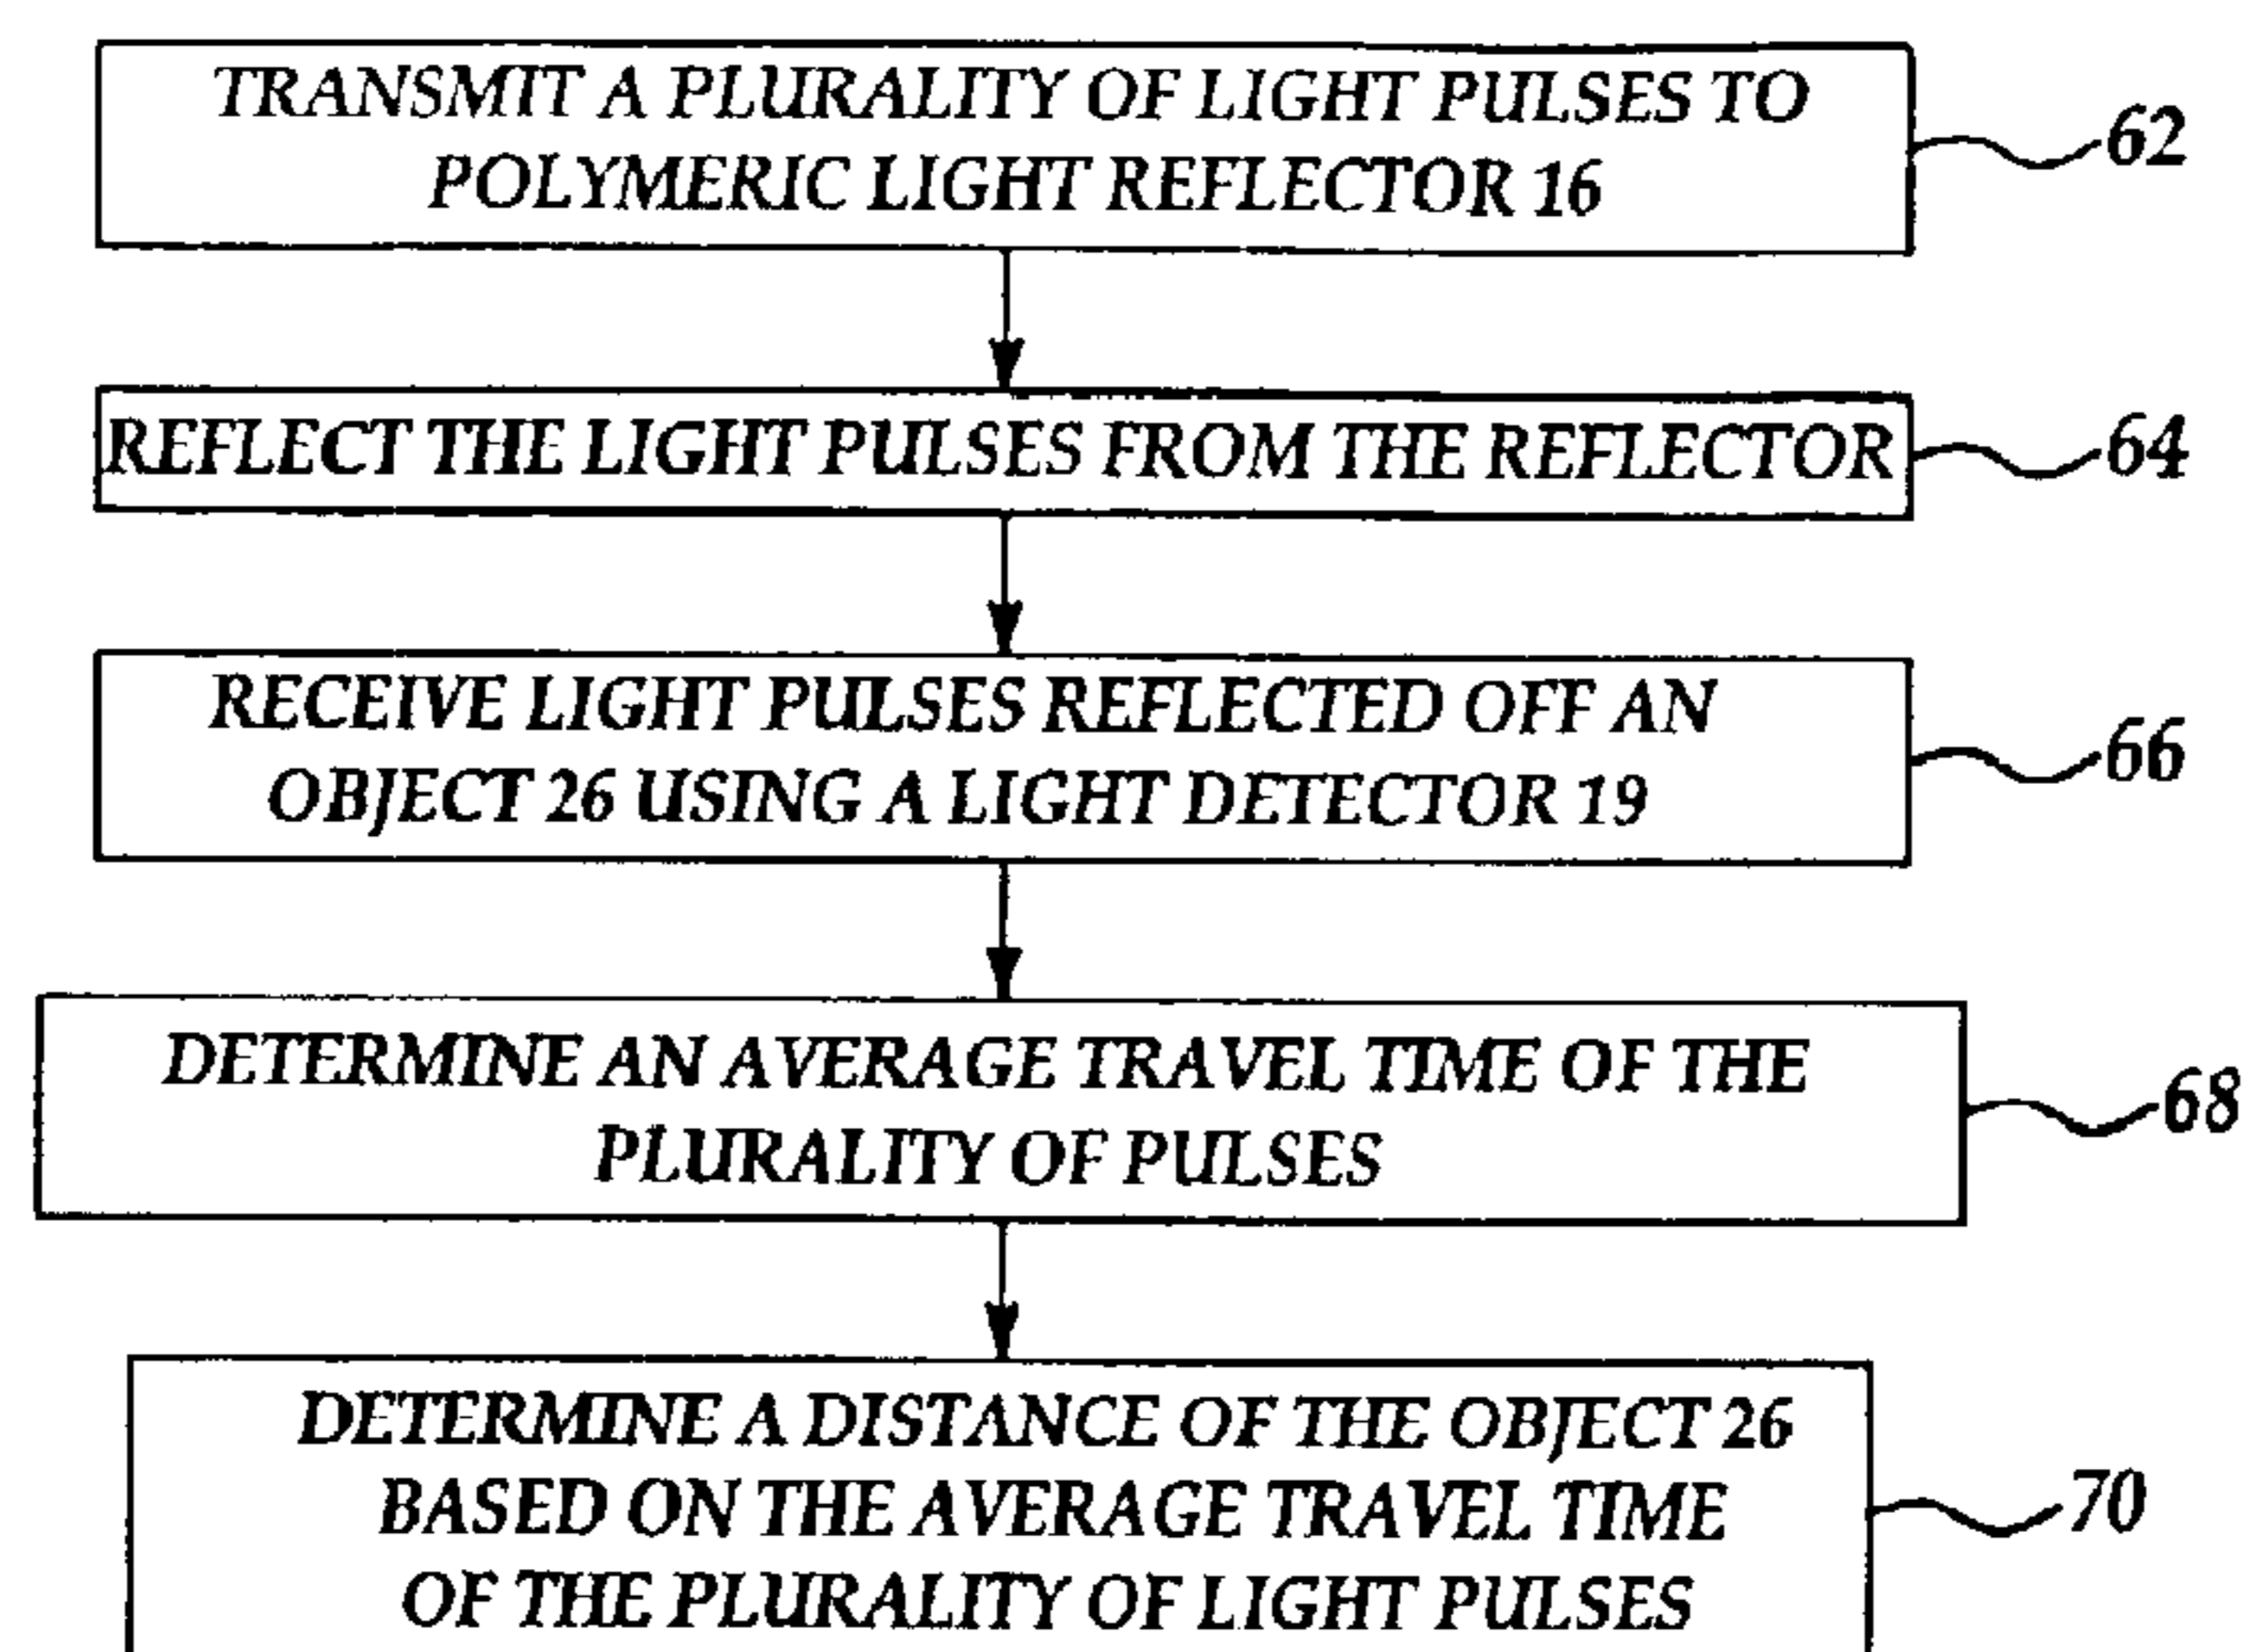 TRANSMIT A PLURALITY OF LIGHT PULSES TO
POLYMERIC LIGHT REFLECTOR 16
62
REFLECT THE LIGHT PULSES FROM THE REFLECTOR
64
RECEIVE LIGHT PULSES REFLECTED OFF AN
OBJECT 26 USING A LIGHT DETECTOR 19
66
DETERMINE AN AVERAGE TRAVEL TIME OF THE
PLURALITY OF PULSES
68
DETERMINE A DISTANCE OF THE OBJECT 26
BASED ON THE AVERAGE TRAVEL TIME
OF THE PLURALITY OF LIGHT PULSES
70